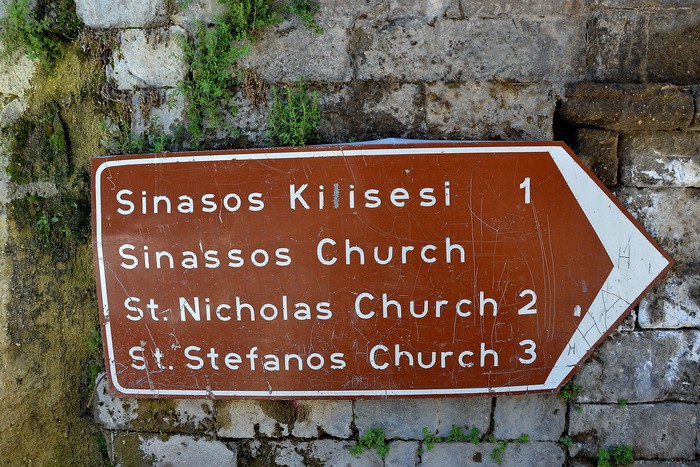 Sinasos Kilisesi 1
Sinassos Church
St. Nicholas Church 2
St. Stefanos Church 3